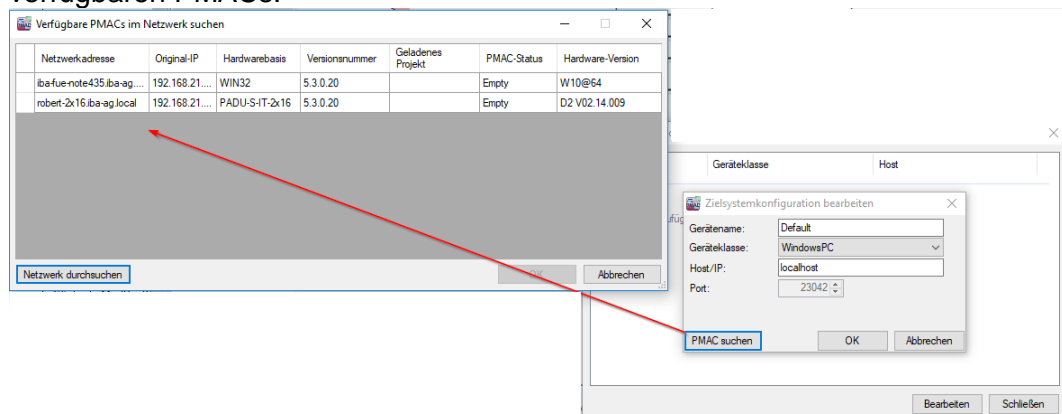 verfügbaren PMACs.
Verfügbare PMACs im Netzwerk suchen
Netzwerkadresse Original-IP Hardwarebasis Versionsnummer Geladenes Projekt PMAC-Status Hardware-Version
iba-fue-note435.iba-ag.... 192.168.21.... WIN32 5.3.0.20 Empty W10@64
robert-2x16.iba-ag.local 192.168.21.... PADU-S-IT-2x16 5.3.0.20 Empty D2 V02.14.009
Netzwerk durchsuchen OK Abbrechen
Geräteklasse Host
Zielsystemkonfiguration bearbeiten
Gerätename: Default
Geräteklasse: WindowsPC
Host/IP: localhost
Port: 23042
PMAC suchen OK Abbrechen
Bearbeiten Schließen